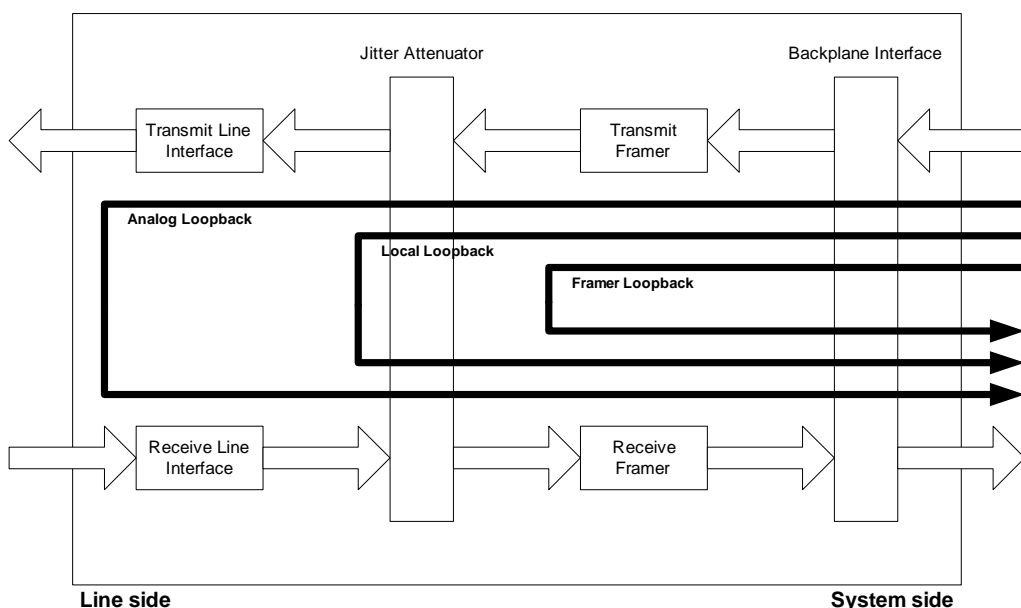 Jitter Attenuator
Backplane Interface
Transmit Line
Interface
Transmit
Framer
Analog Loopback
Local Loopback
Framer Loopback
Receive Line
Interface
Receive
Framer
Line side
System side